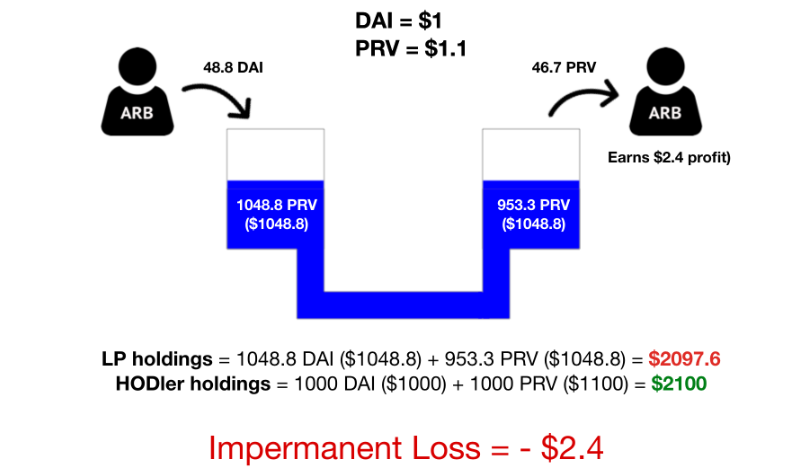 DAI = $1
PRV = $1.1
48.8 DAI
46.7 PRV
ARB
ARB
Earns $2.4 profit)
1048.8 PRV
($1048.8)
953.3 PRV
($1048.8)
LP holdings = 1048.8 DAI ($1048.8) + 953.3 PRV ($1048.8) = $2097.6
HODler holdings = 1000 DAI ($1000) + 1000 PRV ($1100) = $2100
Impermanent Loss = - $2.4